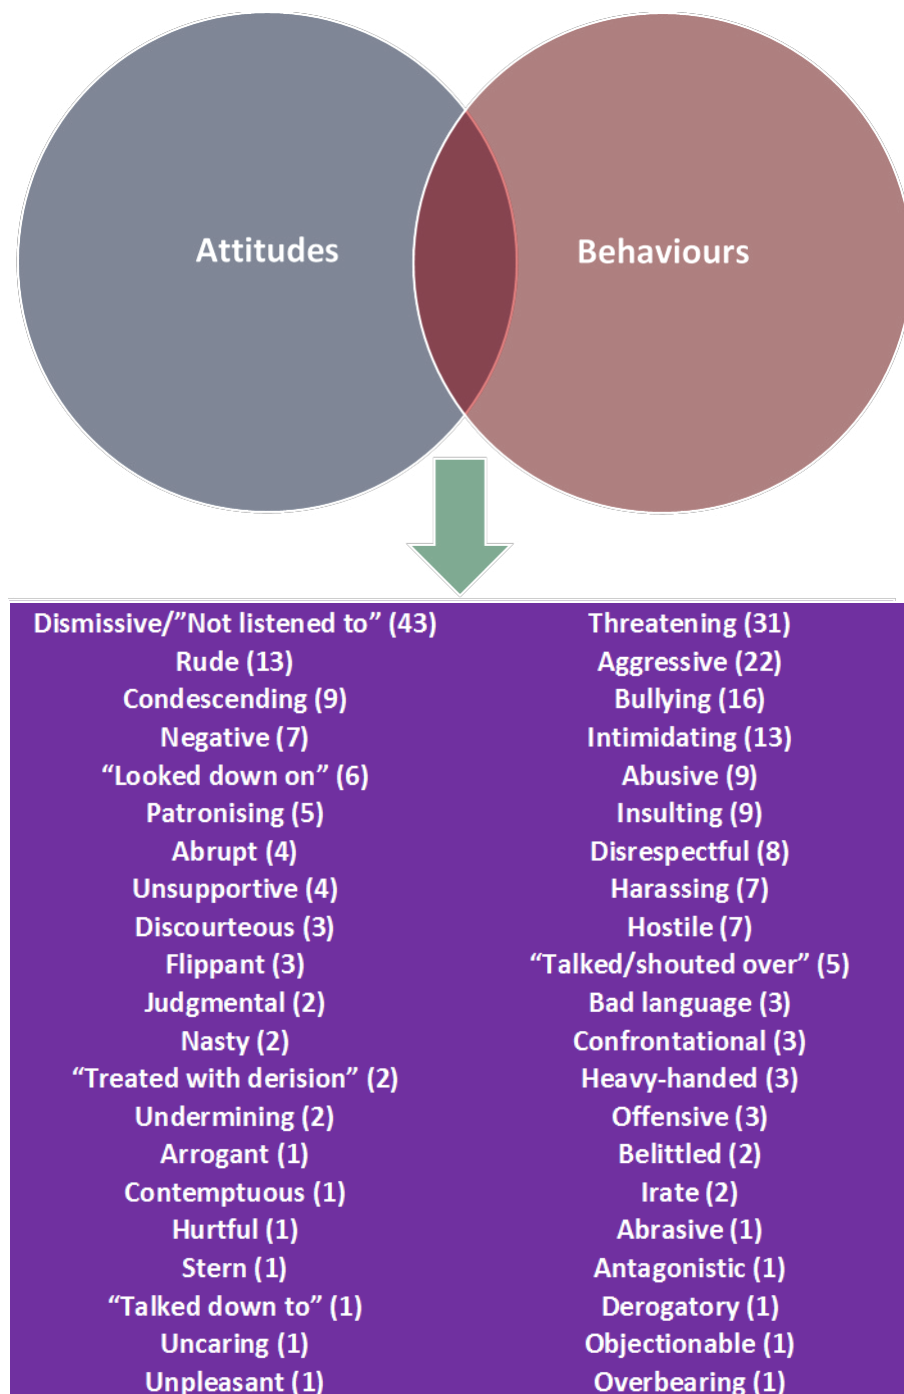 Attitudes
Behaviours
Dismissive/”Not listened to” (43)
Rude (13)
Condescending (9)
Negative (7)
“Looked down on” (6)
Patronising (5)
Abrupt (4)
Unsupportive (4)
Discourteous (3)
Flippant (3)
Judgmental (2)
Nasty (2)
“Treated with derision” (2)
Undermining (2)
Arrogant (1)
Contemptuous (1)
Hurtful (1)
Stern (1)
“Talked down to” (1)
Uncaring (1)
Unpleasant (1)
Threatening (31)
Aggressive (22)
Bullying (16)
Intimidating (13)
Abusive (9)
Insulting (9)
Disrespectful (8)
Harassing (7)
Hostile (7)
“Talked/shouted over” (5)
Bad language (3)
Confrontational (3)
Heavy-handed (3)
Offensive (3)
Belittled (2)
Irate (2)
Abrasive (1)
Antagonistic (1)
Derogatory (1)
Objectionable (1)
Overbearing (1)